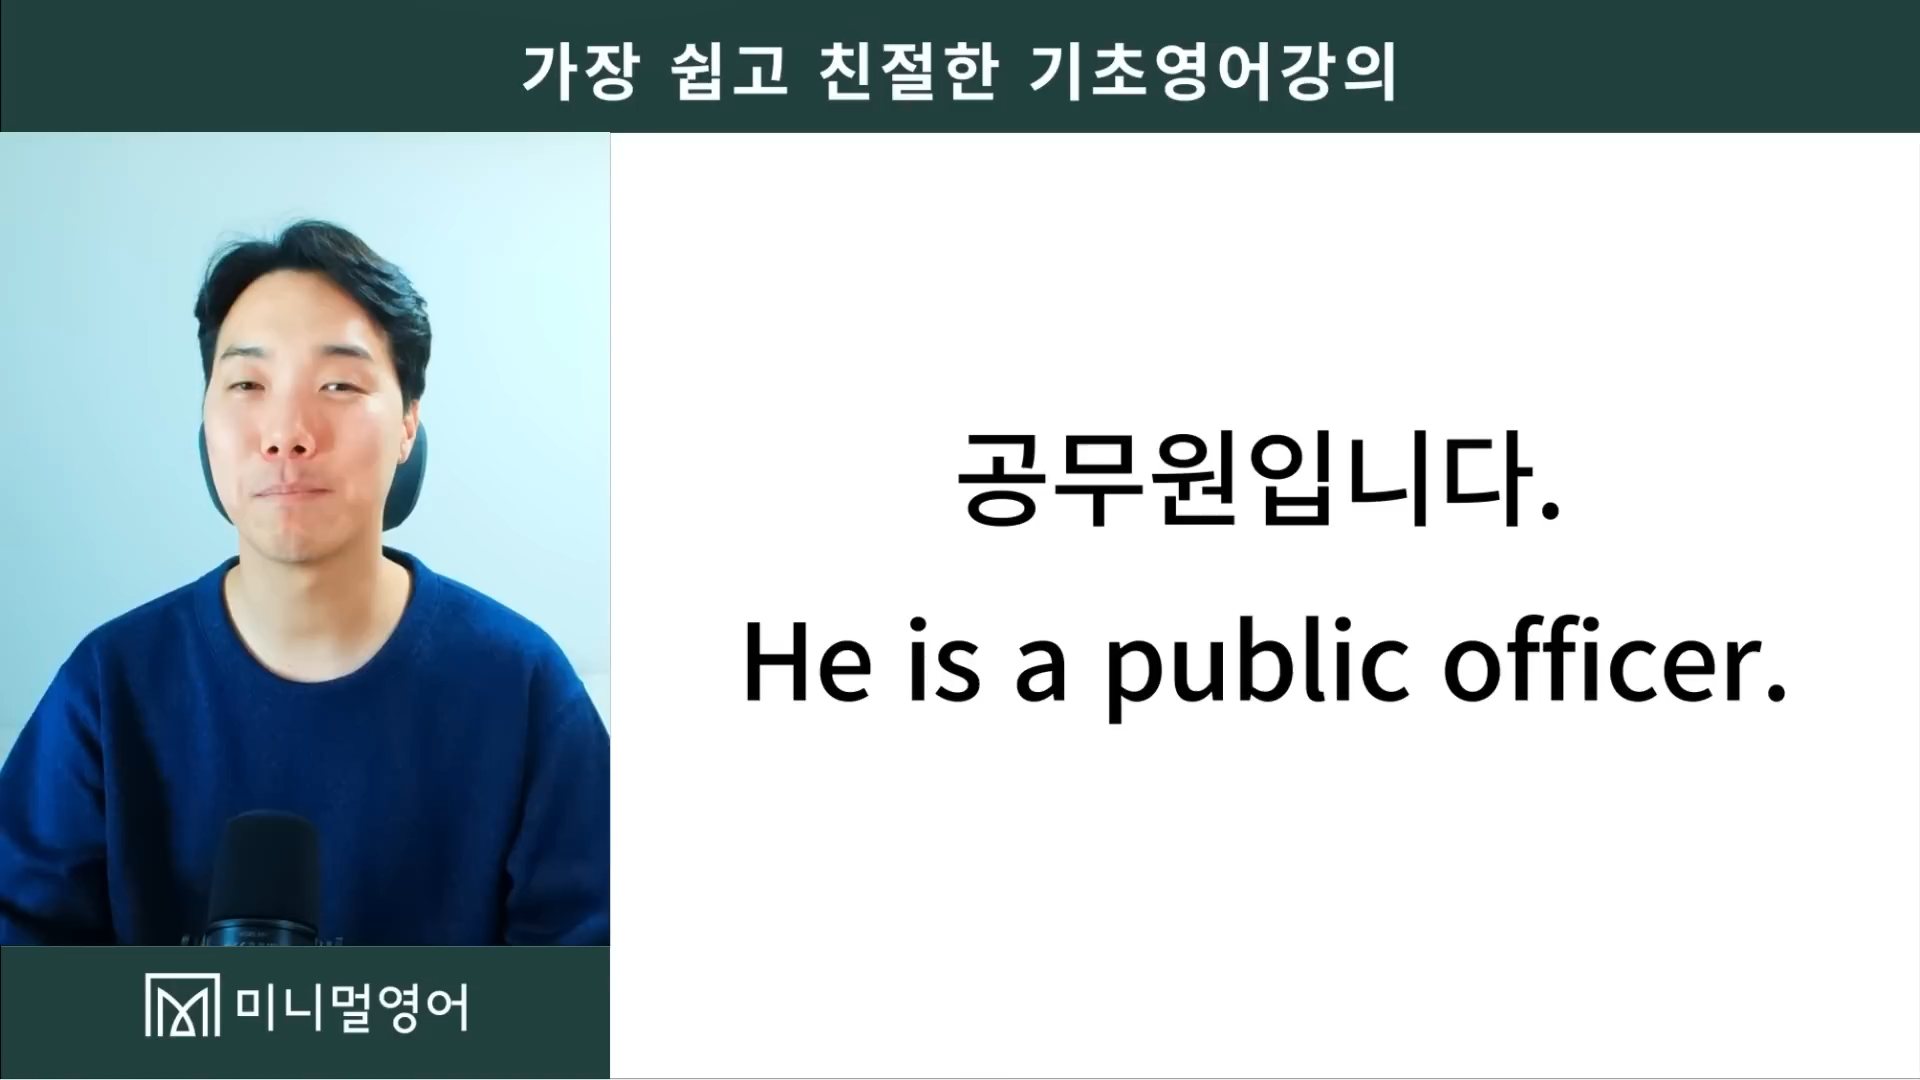 가장 쉽고 친절한 기초영어강의
공무원입니다.
He is a public officer.
미니멀영어